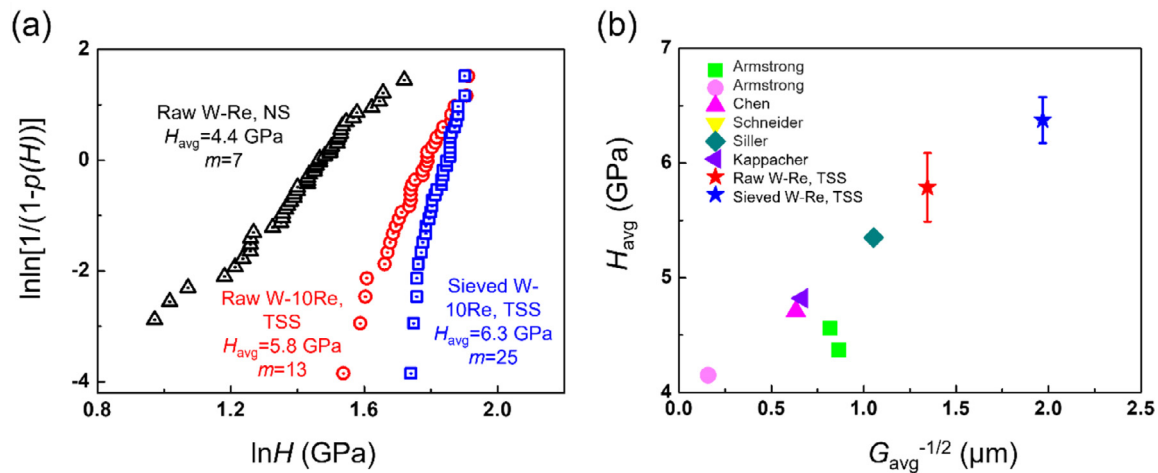 (a)
lnln[1/(1-p(H))]
2
1
0
-2
-4
Raw W-Re, NS
Havg=4.4 GPa
m=7
Raw W-10Re,
TSS
Havg=5.8 GPa
m=13
Sieved W-
10Re, TSS
Havg=6.3 GPa
m=25
0.8
1.2
1.6
2.0
lnH (GPa)
(b)
Havg (GPa)
7
6
5
4
Armstrong
Armstrong
Chen
Schneider
Siller
Kappacher
Raw W-Re, TSS
Sieved W-Re, TSS
0.0
0.5
1.0
1.5
2.0
2.5
Gavg-1/2 (μm)